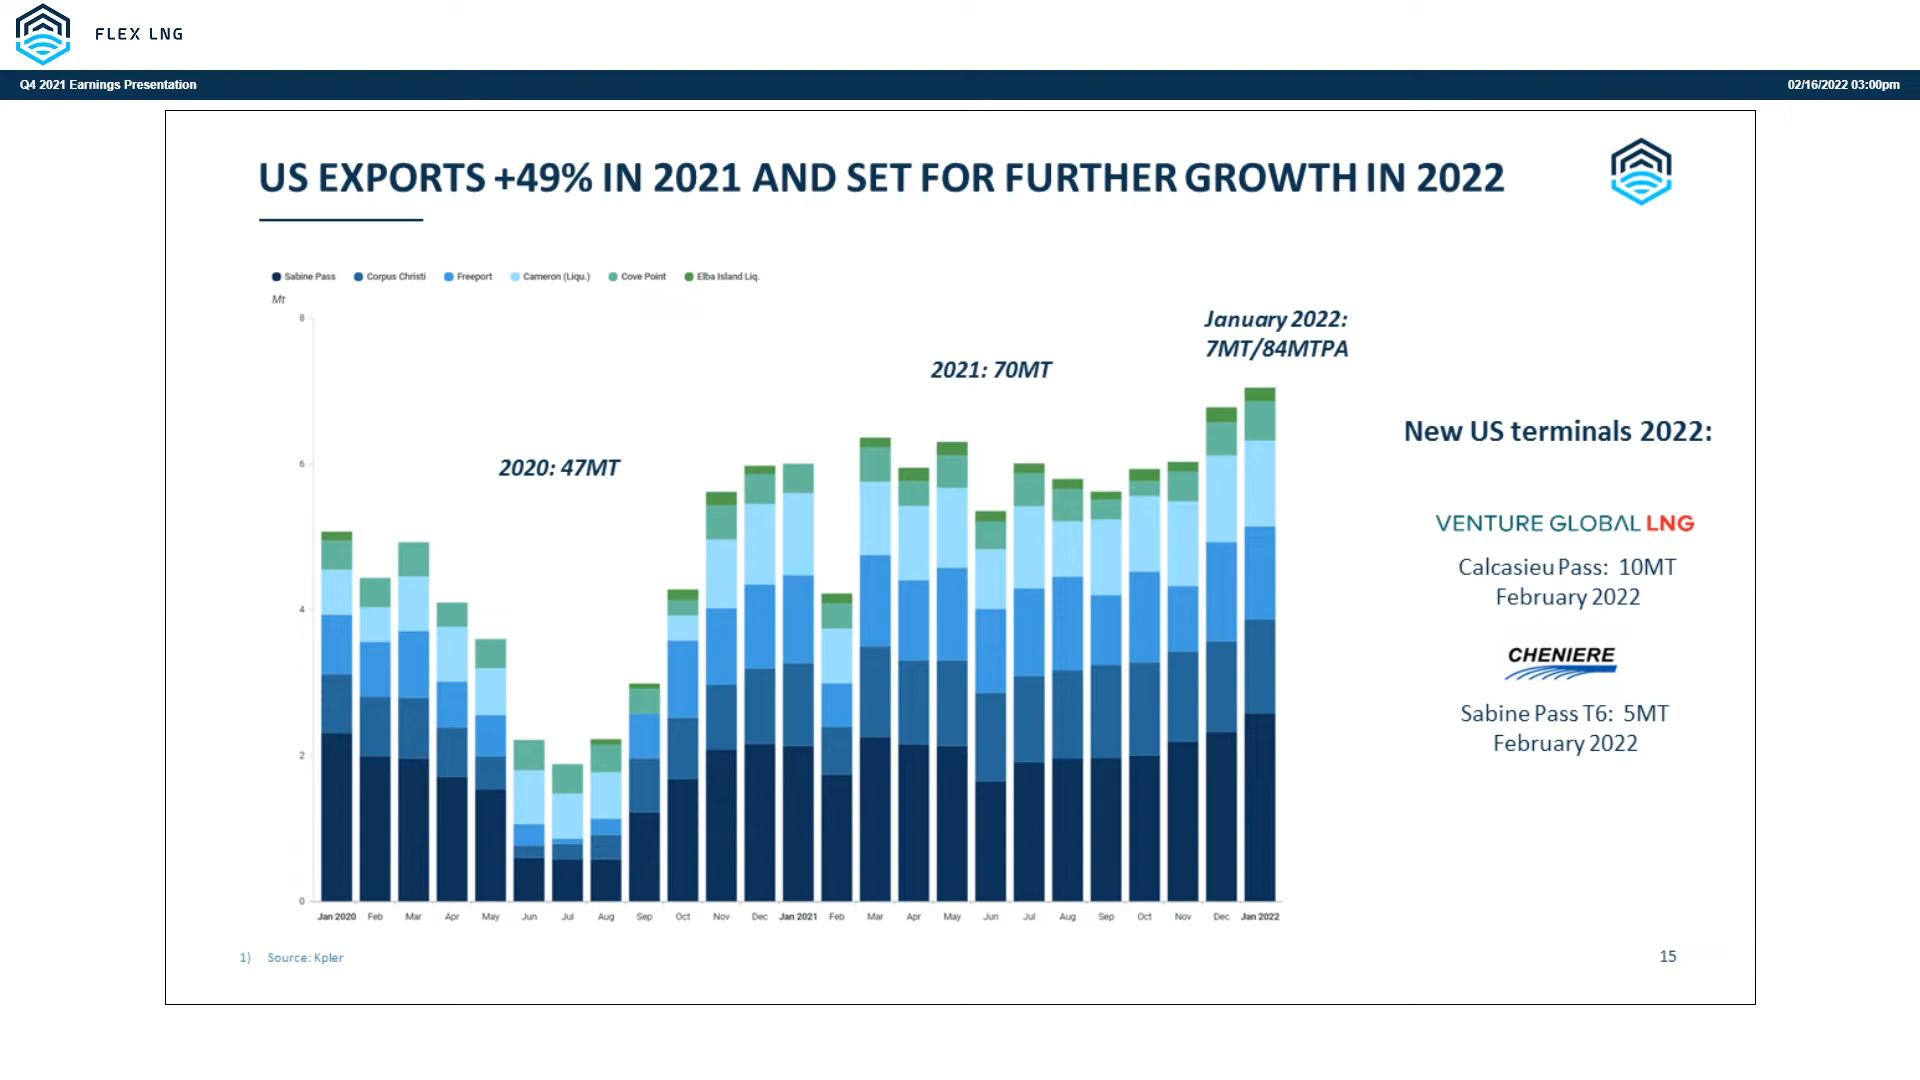 FLEX LNG
Q4 2021 Earnings Presentation
02/16/2022 03:00pm
US EXPORTS +49% IN 2021 AND SET FOR FURTHER GROWTH IN 2022
Sabine Pass Corpus Christi Freeport Cameron (Liqu.) Cove Point Elba Island Liq.
Mt
8
6
4
2
0
2020: 47MT
2021: 70MT
January 2022:
7MT/84MTPA
Jan 2020 Feb Mar Apr May Jun Jul Aug Sep Oct Nov Dec Jan 2021 Feb Mar Apr May Jun Jul Aug Sep Oct Nov Dec Jan 2022
New US terminals 2022:
VENTURE GLOBAL LNG
Calcasieu Pass: 10MT
February 2022
CHENIERE
Sabine Pass T6: 5MT
February 2022
1) Source: Kpler
15